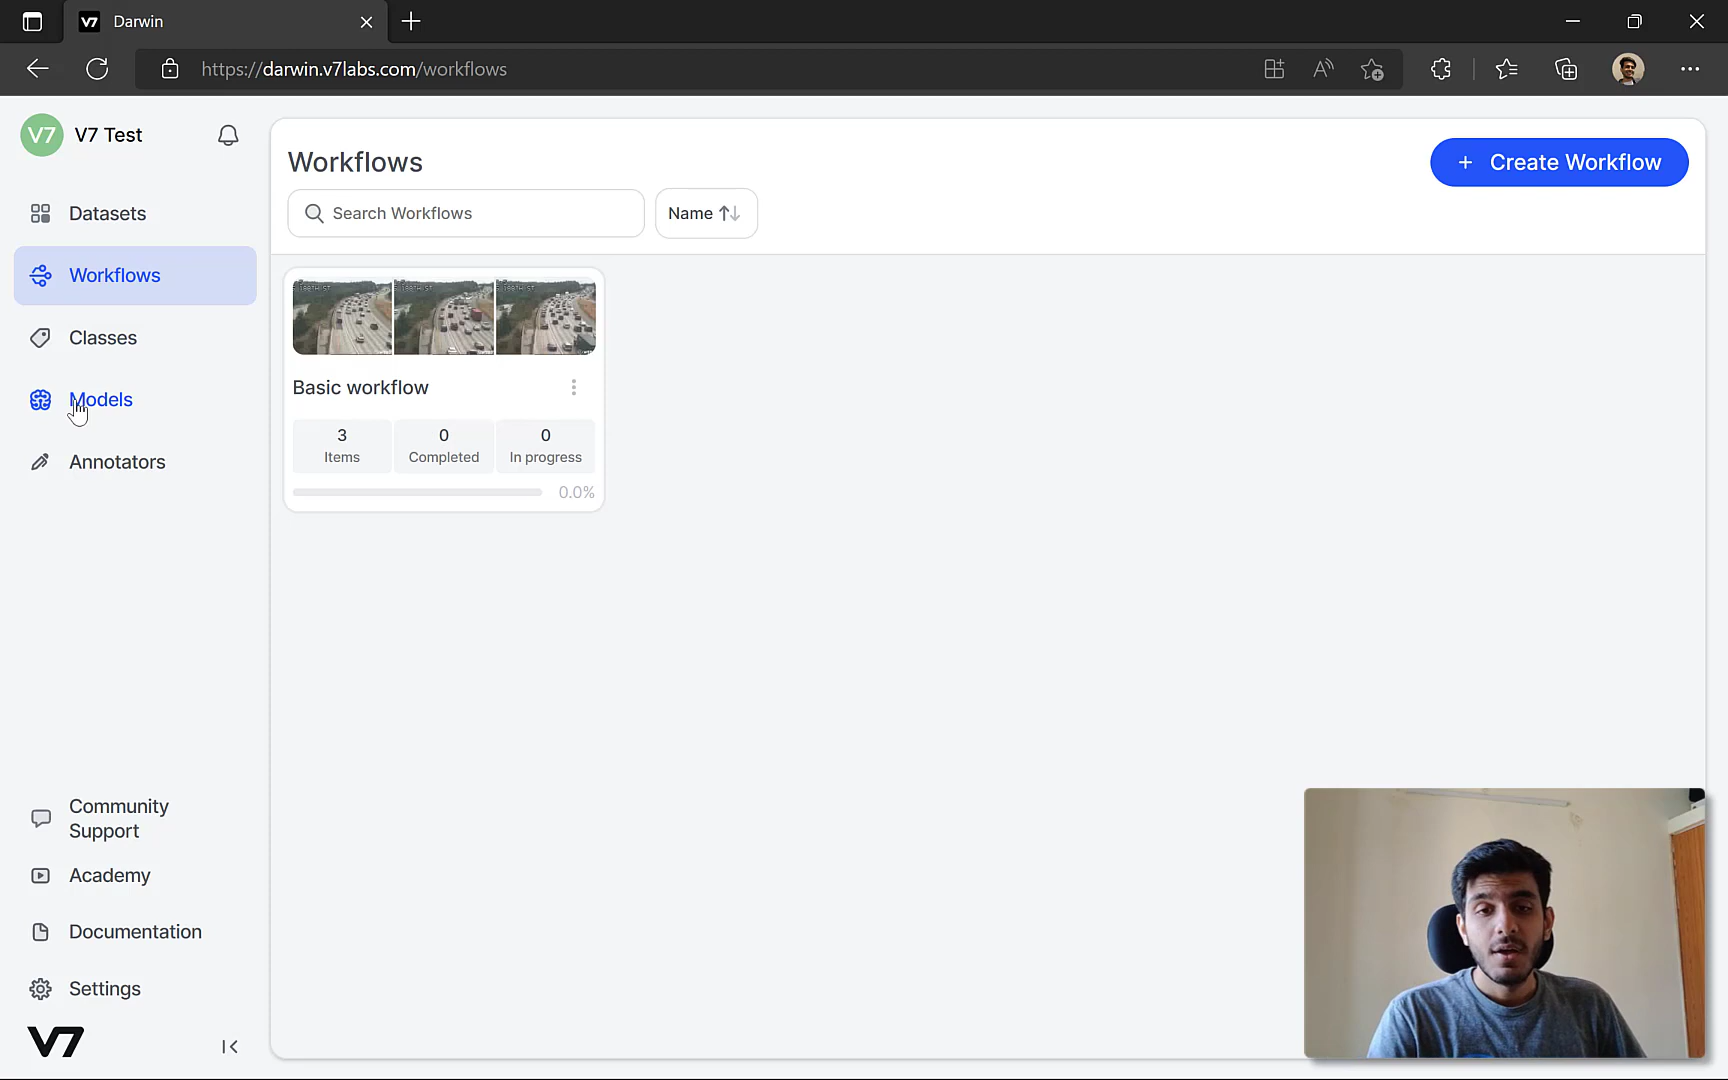 Darwin
https://darwin.v7labs.com/workflows
V7 V7 Test
Datasets
Workflows
Classes
Models
Annotators
Community
Support
Academy
Documentation
Settings
V7
Workflows
+ Create Workflow
Search Workflows
Name
Basic workflow
3
Items
0
Completed
0
In progress
0.0%